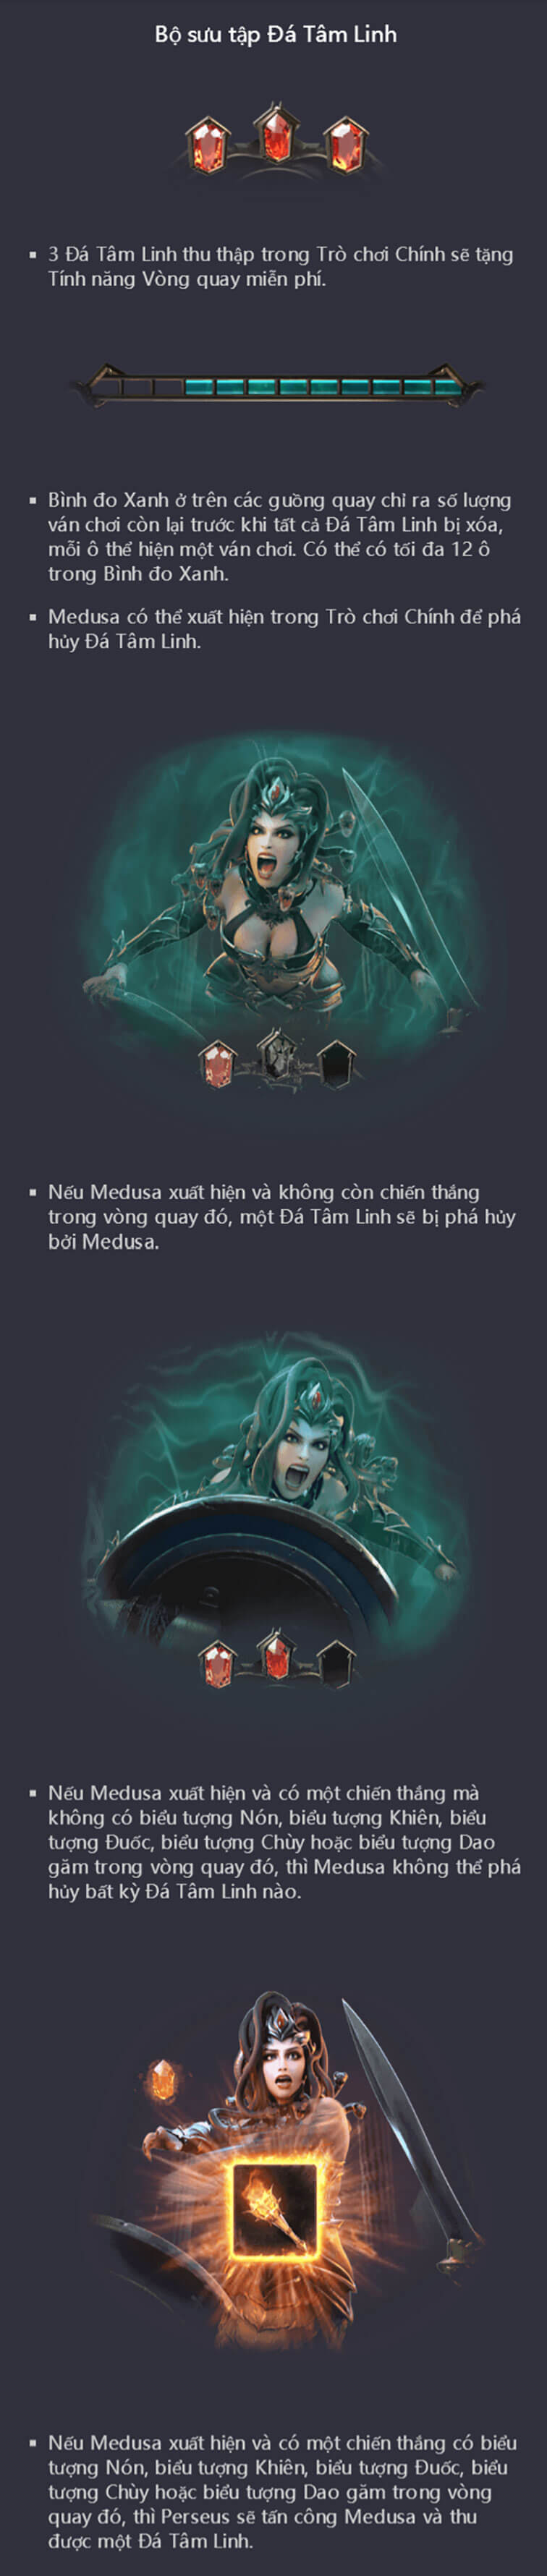 Bộ sưu tập Đá Tâm Linh
▪ 3 Đá Tâm Linh thu thập trong Trò chơi Chính sẽ tặng
Tính năng Vòng quay miễn phí.
▪ Bình đo Xanh ở trên các guồng quay chỉ ra số lượng
ván chơi còn lại trước khi tất cả Đá Tâm Linh bị xóa,
mỗi ô thể hiện một ván chơi. Có thể có tối đa 12 ô
trong Bình đo Xanh.
▪ Medusa có thể xuất hiện trong Trò chơi Chính để phá
hủy Đá Tâm Linh.
▪ Nếu Medusa xuất hiện và không còn chiến thắng
trong vòng quay đó, một Đá Tâm Linh sẽ bị phá hủy
bởi Medusa.
▪ Nếu Medusa xuất hiện và có một chiến thắng mà
không có biểu tượng Nón, biểu tượng Khiên, biểu
tượng Đuốc, biểu tượng Chùy hoặc biểu tượng Dao
găm trong vòng quay đó, thì Medusa không thể phá
hủy bất kỳ Đá Tâm Linh nào.
▪ Nếu Medusa xuất hiện và có một chiến thắng có biểu
tượng Nón, biểu tượng Khiên, biểu tượng Đuốc, biểu
tượng Chùy hoặc biểu tượng Dao găm trong vòng
quay đó, thì Perseus sẽ tấn công Medusa và thu
được một Đá Tâm Linh.